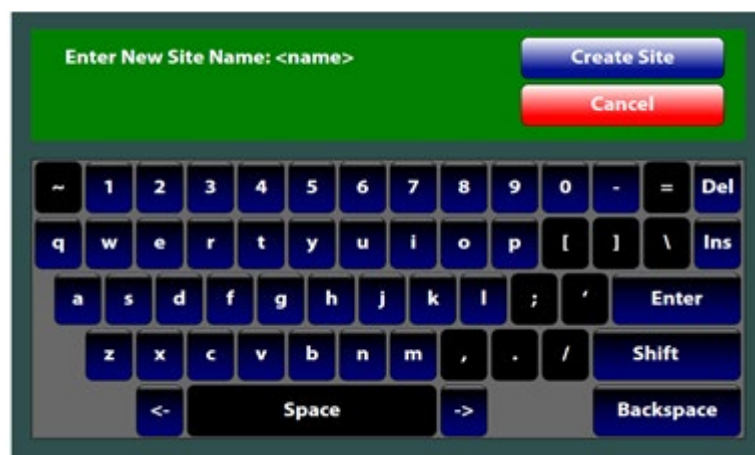 Enter New Site Name: <name>
Create Site
Cancel
~ 1 2 3 4 5 6 7 8 9 0 - = Del
q w e r t y u i o p [ ] \ Ins
a s d f g h j k l ; ' Enter
z x c v b n m , . / Shift
<- Space -> Backspace